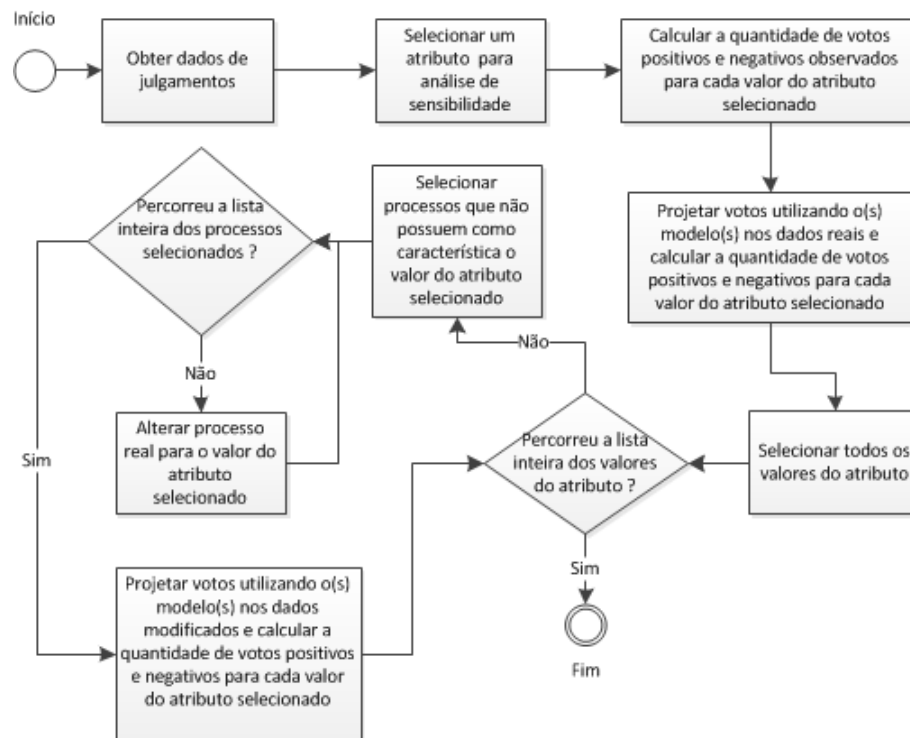 Início
Obter dados de
julgamentos
Selecionar um
atributo para
análise de
sensibilidade
Calcular a quantidade de votos
positivos e negativos observados
para cada valor do atributo
selecionado
Projetar votos utilizando o(s)
modelo(s) nos dados reais e
calcular a quantidade de votos
positivos e negativos para cada
valor do atributo selecionado
Selecionar todos os
valores do atributo
Percorreu a lista
inteira dos valores
do atributo ?
Não
Sim
Fim
Selecionar
processos que não
possuem como
característica o
valor do atributo
selecionado
Percorreu a lista
inteira dos processos
selecionados ?
Não
Alterar processo
real para o valor do
atributo
selecionado
Sim
Projetar votos utilizando o(s)
modelo(s) nos dados
modificados e calcular a
quantidade de votos positivos
e negativos para cada valor
do atributo selecionado